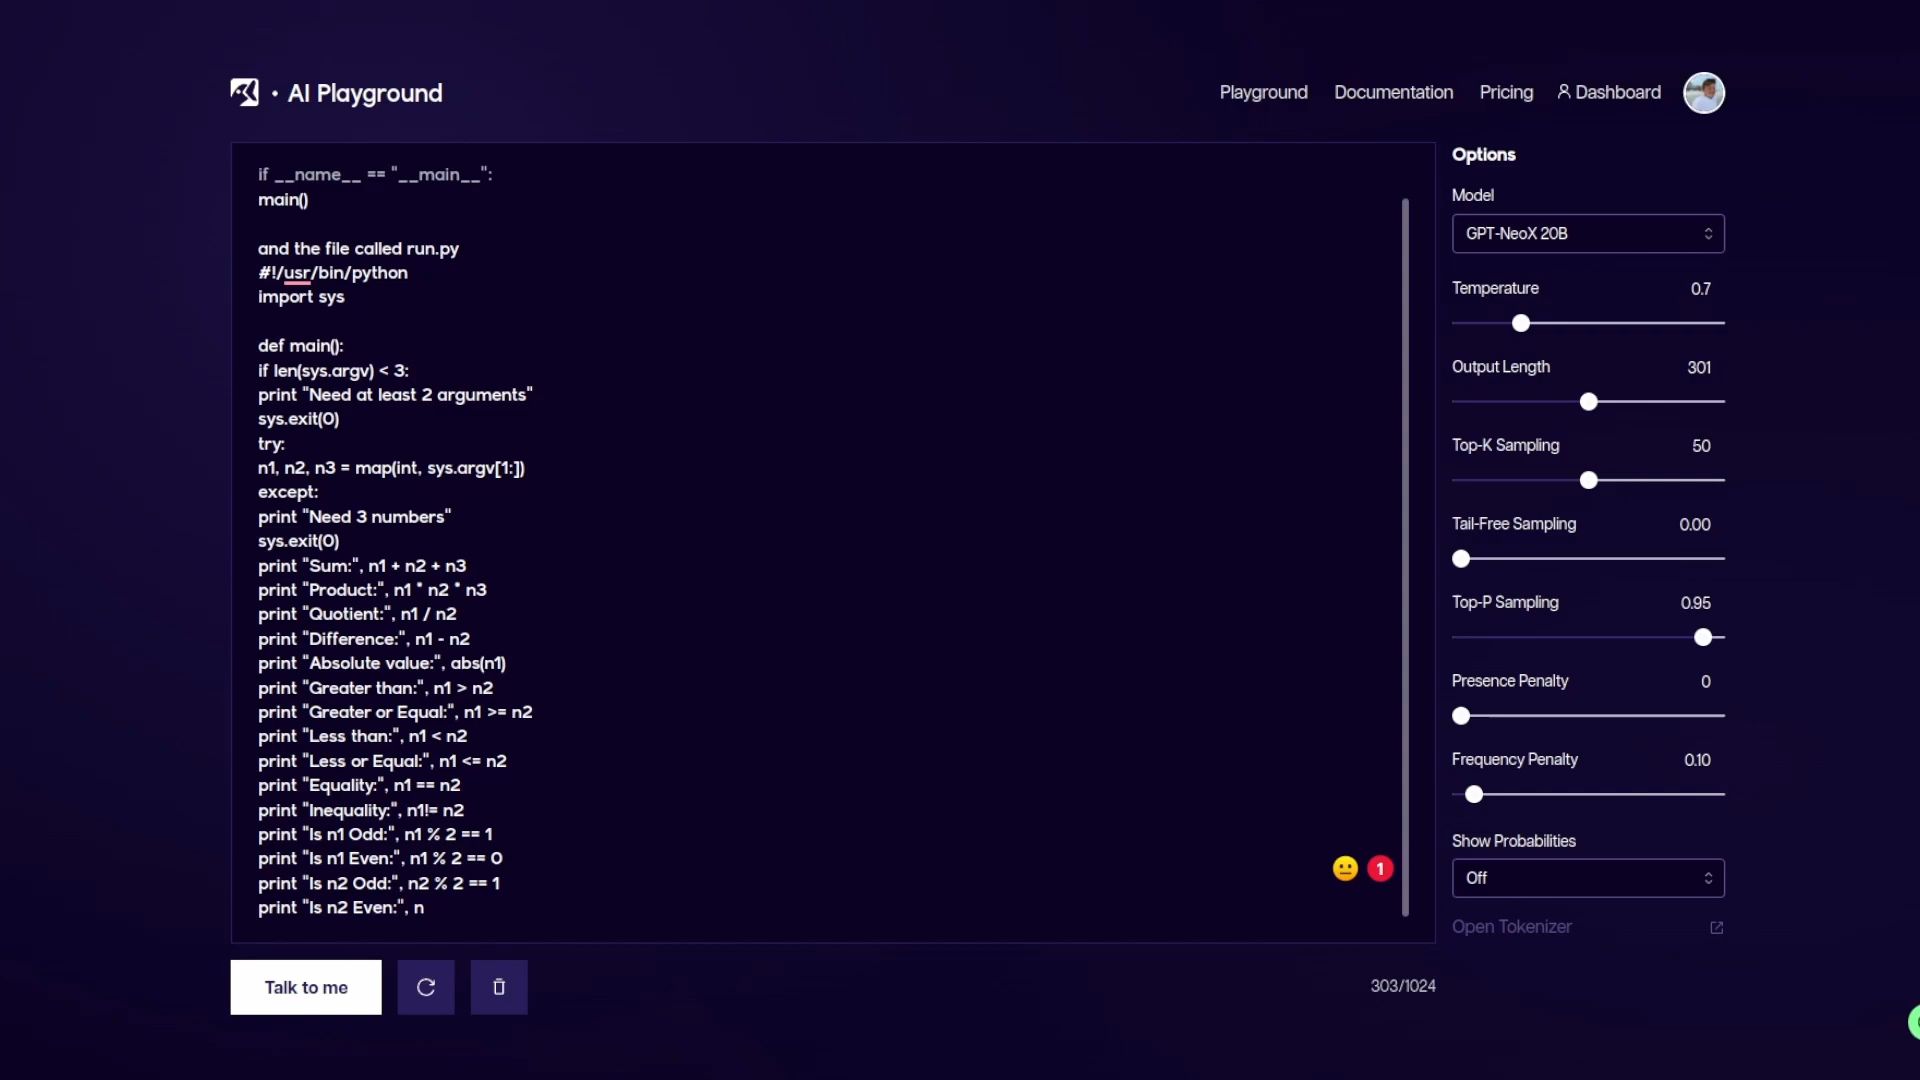 • AI Playground
Playground Documentation Pricing Dashboard
if __name__ == "__main__":
main()
and the file called run.py
#!/usr/bin/python
import sys
def main():
if len(sys.argv) < 3:
print "Need at least 2 arguments"
sys.exit(0)
try:
n1, n2, n3 = map(int, sys.argv[1:])
except:
print "Need 3 numbers"
sys.exit(0)
print "Sum:", n1 + n2 + n3
print "Product:", n1 * n2 * n3
print "Quotient:", n1 / n2
print "Difference:", n1 - n2
print "Absolute value:", abs(n1)
print "Greater than:", n1 > n2
print "Greater or Equal:", n1 >= n2
print "Less than:", n1 < n2
print "Less or Equal:", n1 <= n2
print "Equality:", n1 == n2
print "Inequality:", n1!= n2
print "Is n1 Odd:", n1 % 2 == 1
print "Is n1 Even:", n1 % 2 == 0
print "Is n2 Odd:", n2 % 2 == 1
print "Is n2 Even:", n
1
Talk to me
303/1024
Options
Model
GPT-NeoX 20B
Temperature 0.7
Output Length 301
Top-K Sampling 50
Tail-Free Sampling 0.00
Top-P Sampling 0.95
Presence Penalty 0
Frequency Penalty 0.10
Show Probabilities
Off
Open Tokenizer